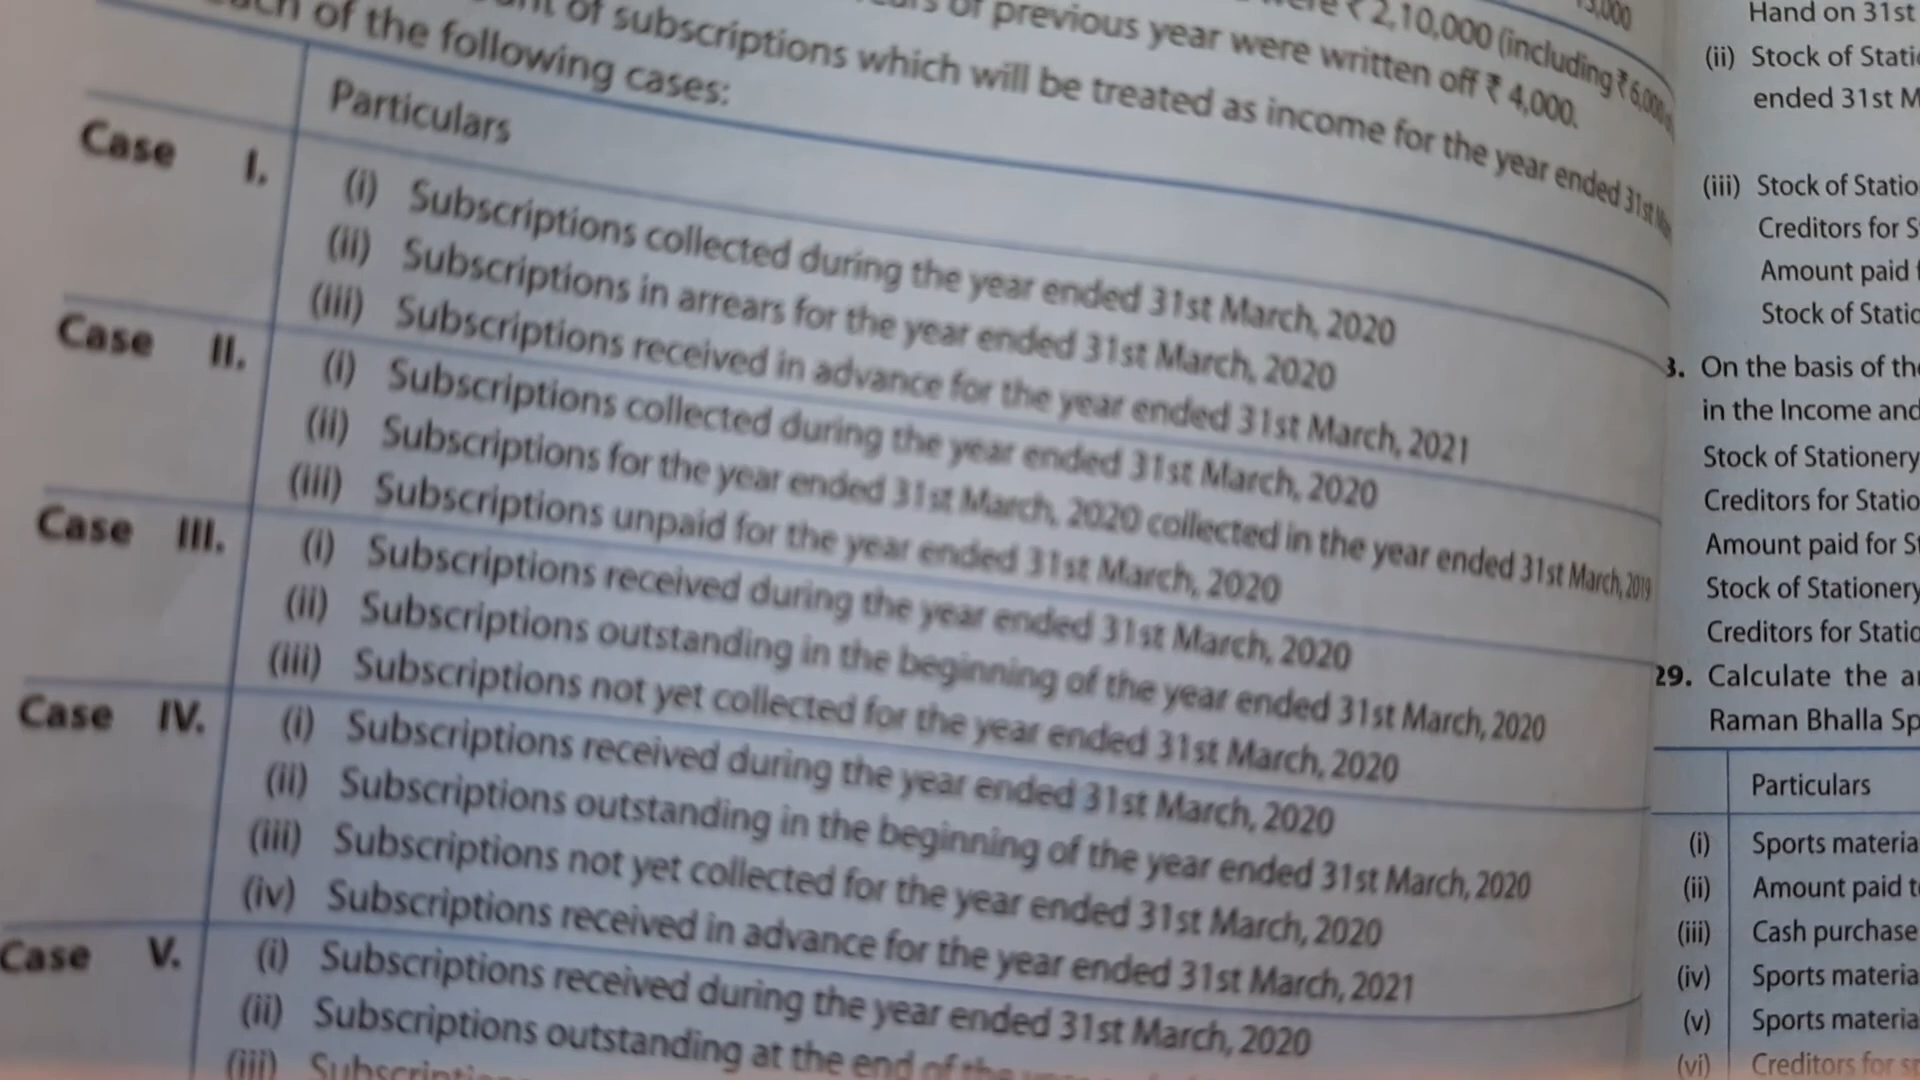 13,000
₹ 2,10,000 (including ₹ 6,000
of previous year were written off ₹ 4,000.
of subscriptions which will be treated as income for the year ended 31st
of the following cases:
Particulars
Case I.
(i) Subscriptions collected during the year ended 31st March, 2020
(ii) Subscriptions in arrears for the year ended 31st March, 2020
(iii) Subscriptions received in advance for the year ended 31st March, 2021
Case II.
(i) Subscriptions collected during the year ended 31st March, 2020
(ii) Subscriptions for the year ended 31st March, 2020 collected in the year ended 31st March, 2019
(iii) Subscriptions unpaid for the year ended 31st March, 2020
Case III.
(i) Subscriptions received during the year ended 31st March, 2020
(ii) Subscriptions outstanding in the beginning of the year ended 31st March, 2020
(iii) Subscriptions not yet collected for the year ended 31st March, 2020
Case IV.
(i) Subscriptions received during the year ended 31st March, 2020
(ii) Subscriptions outstanding in the beginning of the year ended 31st March, 2020
(iii) Subscriptions not yet collected for the year ended 31st March, 2020
(iv) Subscriptions received in advance for the year ended 31st March, 2021
Case V.
(i) Subscriptions received during the year ended 31st March, 2020
(ii) Subscriptions outstanding at the end of the
(iii)
Hand on 31st
(ii) Stock of Stati
ended 31st M
(iii) Stock of Statio
Creditors for S
Amount paid
Stock of Static
3. On the basis of the
in the Income and
Stock of Stationery
Creditors for Statio
Amount paid for St
Stock of Stationery
Creditors for Static
29. Calculate the a
Raman Bhalla Sp
Particulars
(i) Sports materia
(ii) Amount paid t
(iii) Cash purchase
(iv) Sports materia
(v) Sports materia
(vi) Creditors for sp